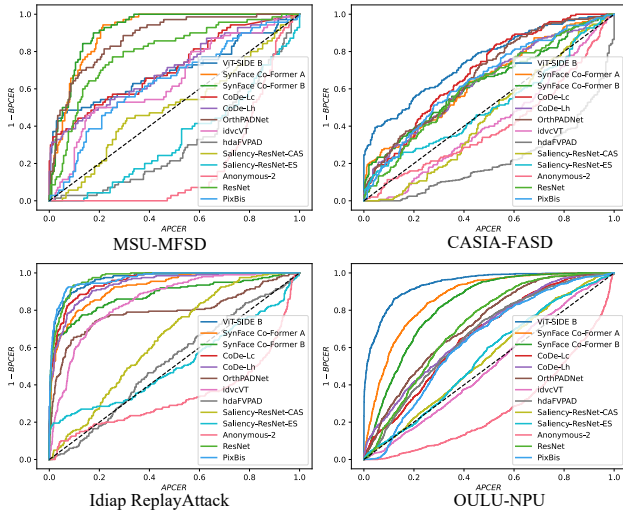 1.0
0.8
0.6
0.4
0.2
0.0
1 − BPCER
ViT-SIDE B
SynFace Co-Former A
SynFace Co-Former B
CoDe-Lc
CoDe-Lh
OrthPADNet
idvcVT
hdaFVPAD
Saliency-ResNet-CAS
Saliency-ResNet-ES
Anonymous-2
ResNet
PixBis
0.0 0.2 0.4 0.6 0.8 1.0
APCER
MSU-MFSD
1.0
0.8
0.6
0.4
0.2
0.0
1 − BPCER
ViT-SIDE B
SynFace Co-Former A
SynFace Co-Former B
CoDe-Lc
CoDe-Lh
OrthPADNet
idvcVT
hdaFVPAD
Saliency-ResNet-CAS
Saliency-ResNet-ES
Anonymous-2
ResNet
PixBis
0.0 0.2 0.4 0.6 0.8 1.0
APCER
CASIA-FASD
1.0
0.8
0.6
0.4
0.2
0.0
1 − BPCER
ViT-SIDE B
SynFace Co-Former A
SynFace Co-Former B
CoDe-Lc
CoDe-Lh
OrthPADNet
idvcVT
hdaFVPAD
Saliency-ResNet-CAS
Saliency-ResNet-ES
Anonymous-2
ResNet
PixBis
0.0 0.2 0.4 0.6 0.8 1.0
APCER
Idiap ReplayAttack
1.0
0.8
0.6
0.4
0.2
0.0
1 − BPCER
ViT-SIDE B
SynFace Co-Former A
SynFace Co-Former B
CoDe-Lc
CoDe-Lh
OrthPADNet
idvcVT
hdaFVPAD
Saliency-ResNet-CAS
Saliency-ResNet-ES
Anonymous-2
ResNet
PixBis
0.0 0.2 0.4 0.6 0.8 1.0
APCER
OULU-NPU